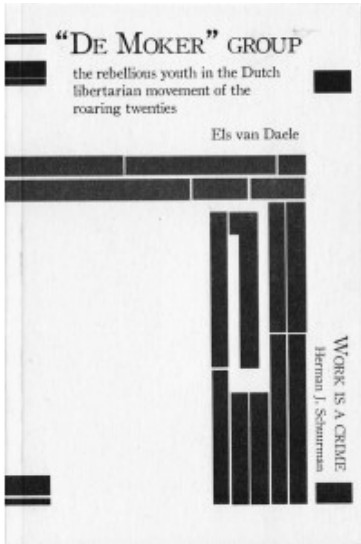 “DE MOKER” GROUP
the rebellious youth in the Dutch
libertarian movement of the
roaring twenties
Els van Daele
WORK IS A CRIME
Herman J. Schuurman